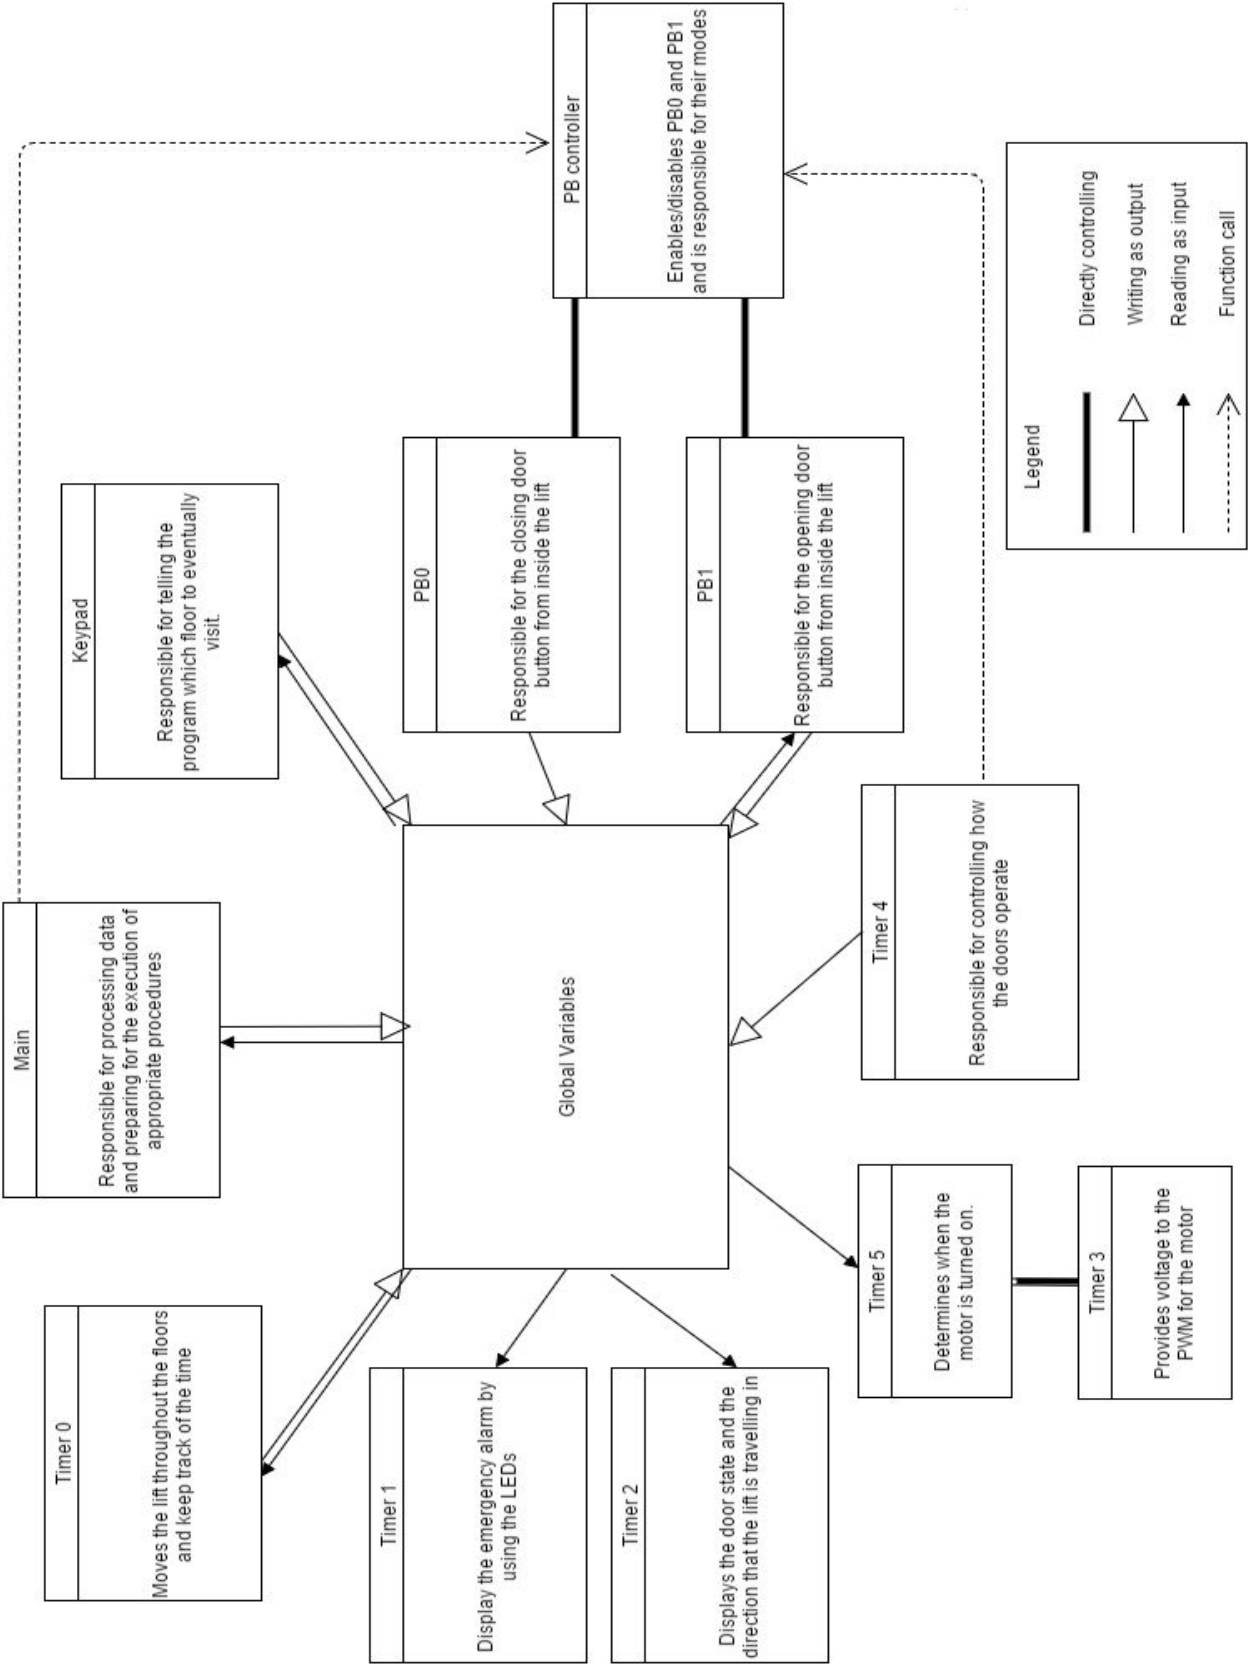 Timer 0
Moves the lift throughout the floors
and keep track of the time
Main
Responsible for processing data
and preparing for the execution of
appropriate procedures
Keypad
Responsible for telling the
program which floor to eventually
visit.
PB controller
Enables/disables PB0 and PB1
and is responsible for their modes
Timer 1
Display the emergency alarm by
using the LEDs
Global Variables
PB0
Responsible for the closing door
button from inside the lift
Timer 2
Displays the door state and the
direction that the lift is travelling in
PB1
Responsible for the opening door
button from inside the lift
Timer 5
Determines when the
motor is turned on.
Timer 4
Responsible for controlling how
the doors operate
Timer 3
Provides voltage to the
PWM for the motor
Legend
Directly controlling
Writing as output
Reading as input
Function call